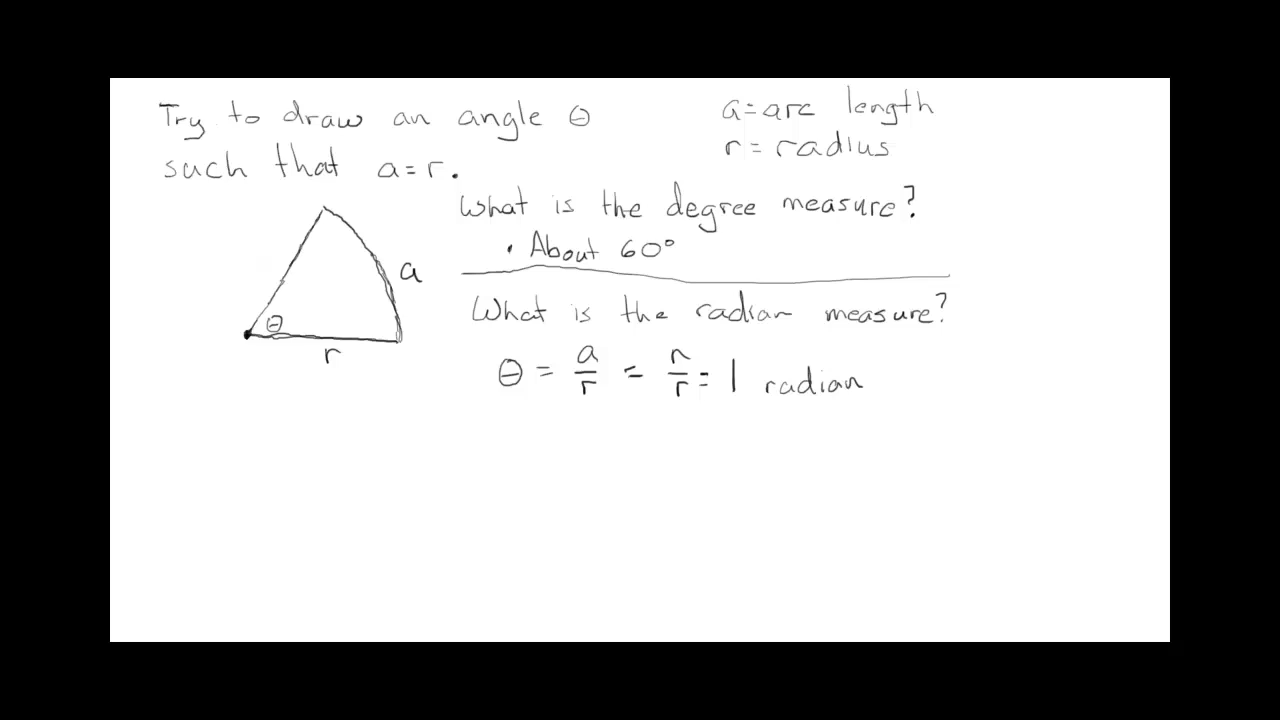 Try to draw an angle θ
such that a=r.
a=arc length
r=radius
What is the degree measure?
• About 60°
a
θ
r
What is the radian measure?
θ = a/r = r/r = 1 radian